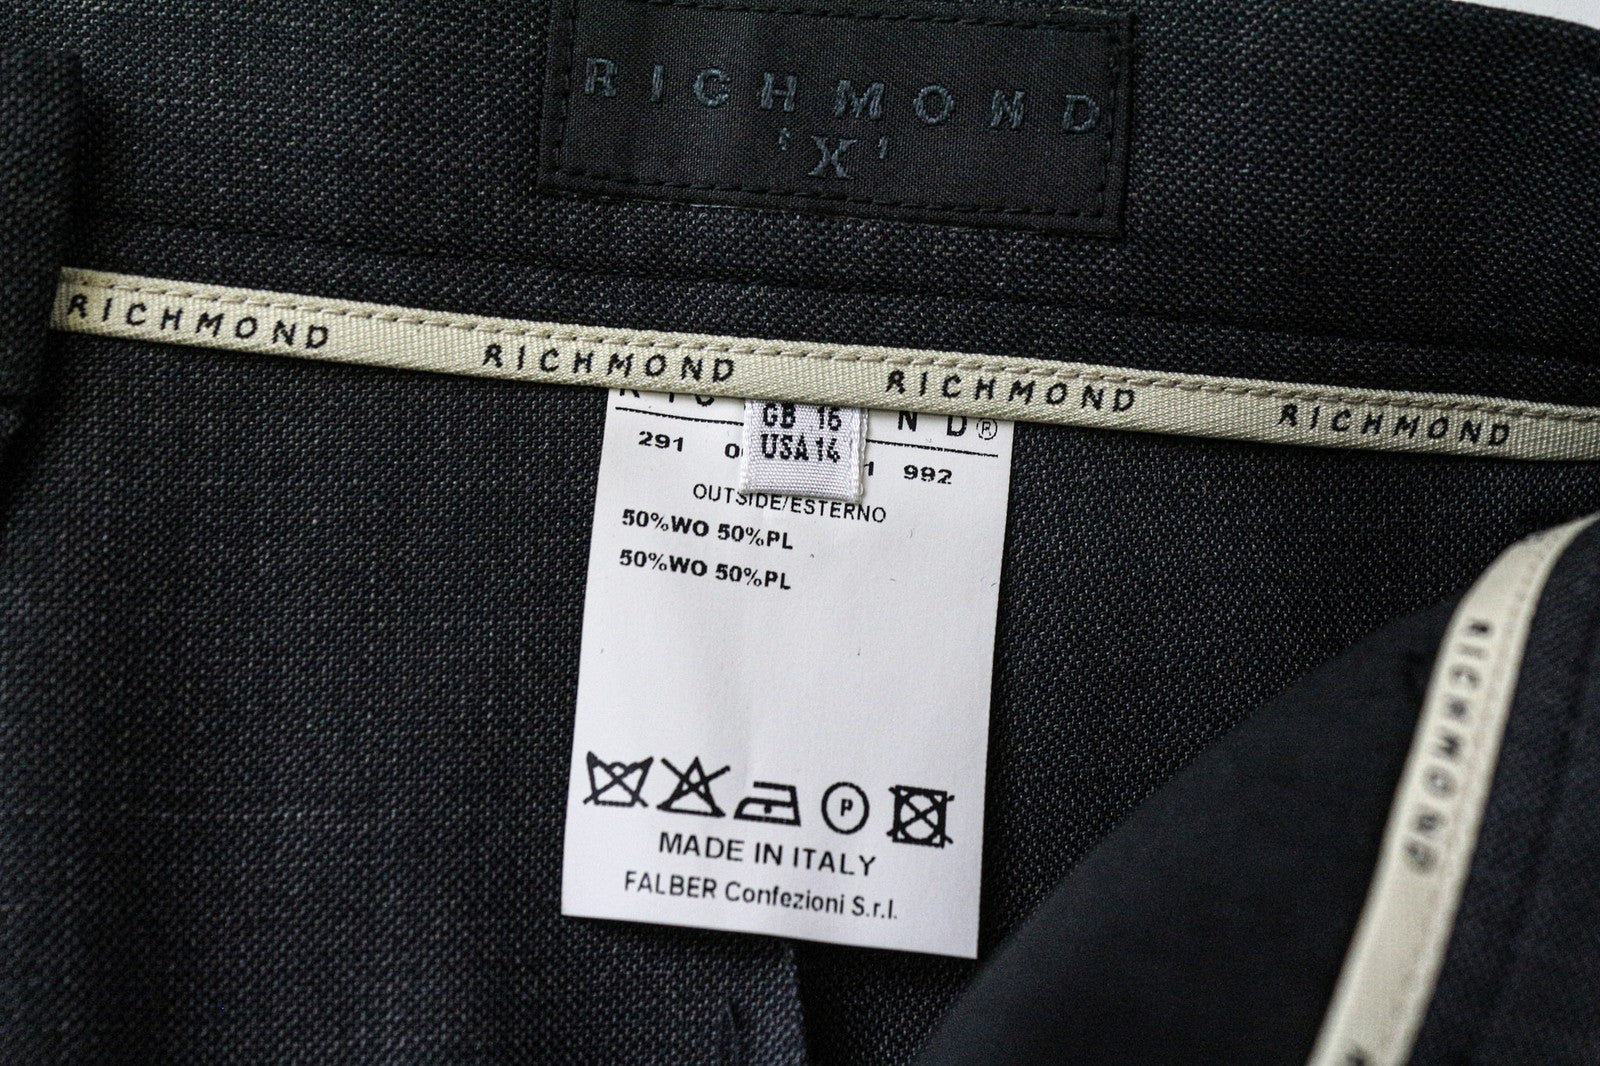 RICHMOND
'X'
RICHMOND RICHMOND RICHMOND RICHMOND
GB 16
USA 14
N D®
291 992
OUTSIDE/ESTERNO
50%WO 50%PL
50%WO 50%PL
P
MADE IN ITALY
FALBER Confezioni S.r.l.
RICHMOND